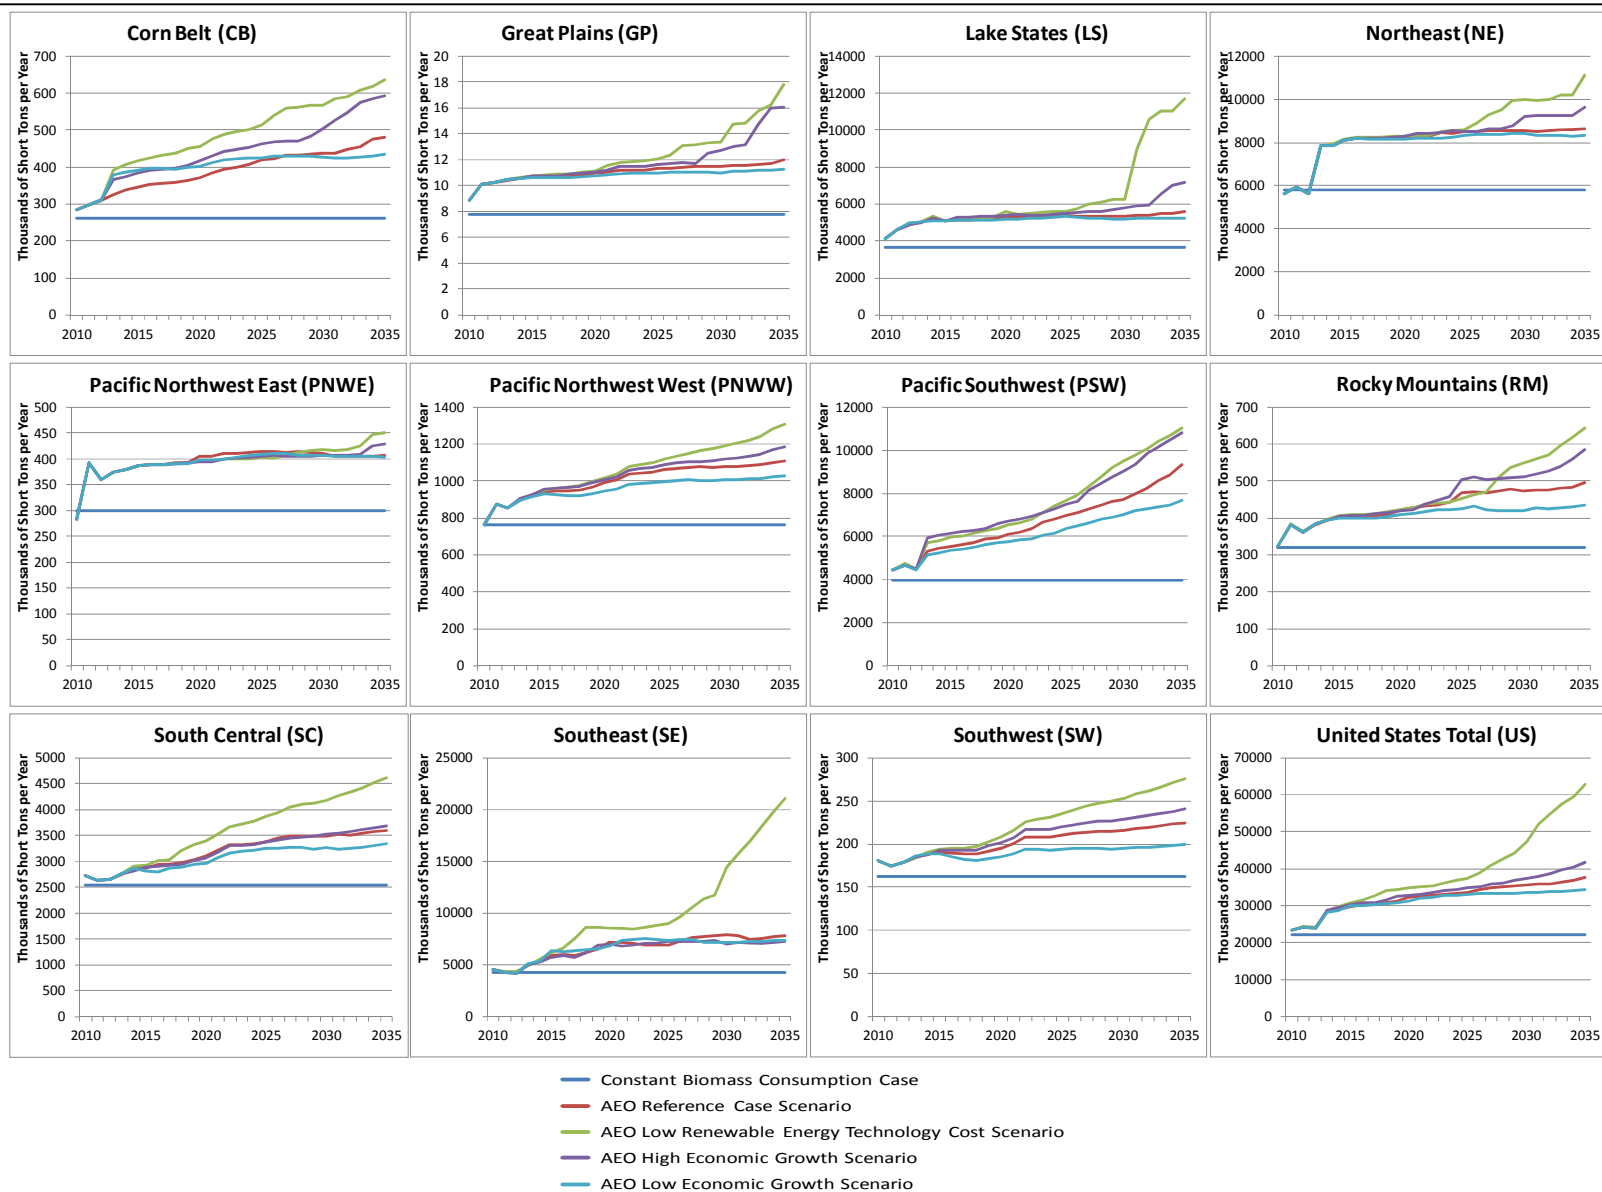 Corn Belt (CB)
Thousands of Short Tons per Year
700
600
500
400
300
200
100
0
2010 2015 2020 2025 2030 2035
Great Plains (GP)
Thousands of Short Tons per Year
20
18
16
14
12
10
8
6
4
2
0
2010 2015 2020 2025 2030 2035
Lake States (LS)
Thousands of Short Tons per Year
14000
12000
10000
8000
6000
4000
2000
0
2010 2015 2020 2025 2030 2035
Northeast (NE)
Thousands of Short Tons per Year
12000
10000
8000
6000
4000
2000
0
2010 2015 2020 2025 2030 2035
Pacific Northwest East (PNWE)
Thousands of Short Tons per Year
500
450
400
350
300
250
200
150
100
50
0
2010 2015 2020 2025 2030 2035
Pacific Northwest West (PNWW)
Thousands of Short Tons per Year
1400
1200
1000
800
600
400
200
0
2010 2015 2020 2025 2030 2035
Pacific Southwest (PSW)
Thousands of Short Tons per Year
12000
10000
8000
6000
4000
2000
0
2010 2015 2020 2025 2030 2035
Rocky Mountains (RM)
Thousands of Short Tons per Year
700
600
500
400
300
200
100
0
2010 2015 2020 2025 2030 2035
South Central (SC)
Thousands of Short Tons per Year
5000
4500
4000
3500
3000
2500
2000
1500
1000
500
0
2010 2015 2020 2025 2030 2035
Southeast (SE)
Thousands of Short Tons per Year
25000
20000
15000
10000
5000
0
2010 2015 2020 2025 2030 2035
Southwest (SW)
Thousands of Short Tons per Year
300
250
200
150
100
50
0
2010 2015 2020 2025 2030 2035
United States Total (US)
Thousands of Short Tons per Year
70000
60000
50000
40000
30000
20000
10000
0
2010 2015 2020 2025 2030 2035
Constant Biomass Consumption Case
AEO Reference Case Scenario
AEO Low Renewable Energy Technology Cost Scenario
AEO High Economic Growth Scenario
AEO Low Economic Growth Scenario